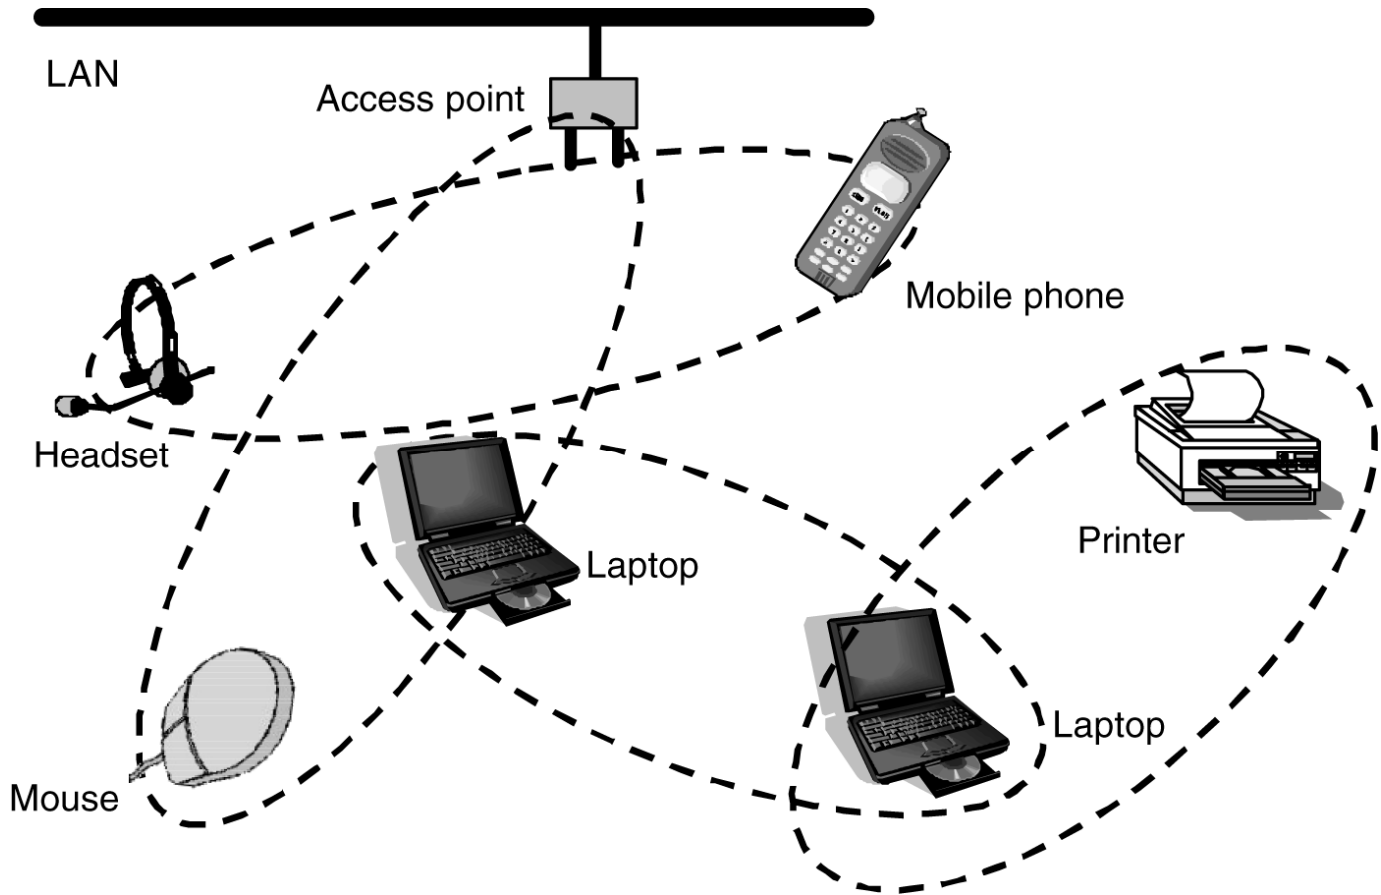 LAN
Access point
Mobile phone
Headset
Printer
Laptop
Laptop
Mouse